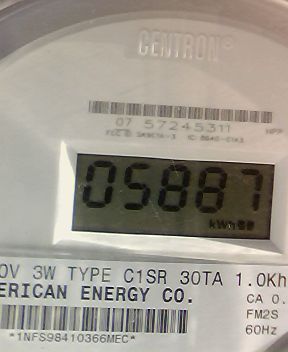 CENTRON®
07 57245311
05887
kWh
0V 3W TYPE C1SR 30TA 1.0Kh
ERICAN ENERGY CO.
CA 0.
FM2S
60Hz
*1NFS98410366MEC*